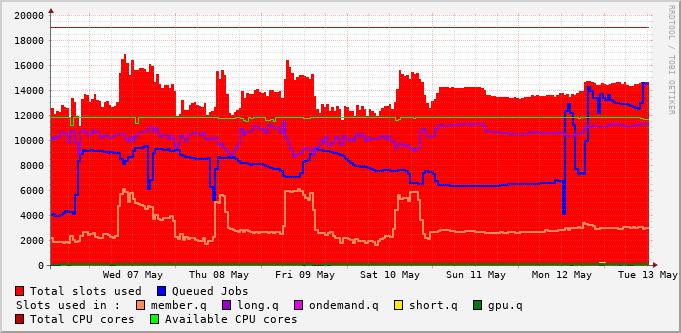 RRDTOOL / TOBI OETIKER
20000
18000
16000
14000
12000
10000
8000
6000
4000
2000
0
Wed 07 May Thu 08 May Fri 09 May Sat 10 May Sun 11 May Mon 12 May Tue 13 May
Total slots used Queued Jobs
Slots used in : member.q long.q ondemand.q short.q gpu.q
Total CPU cores Available CPU cores